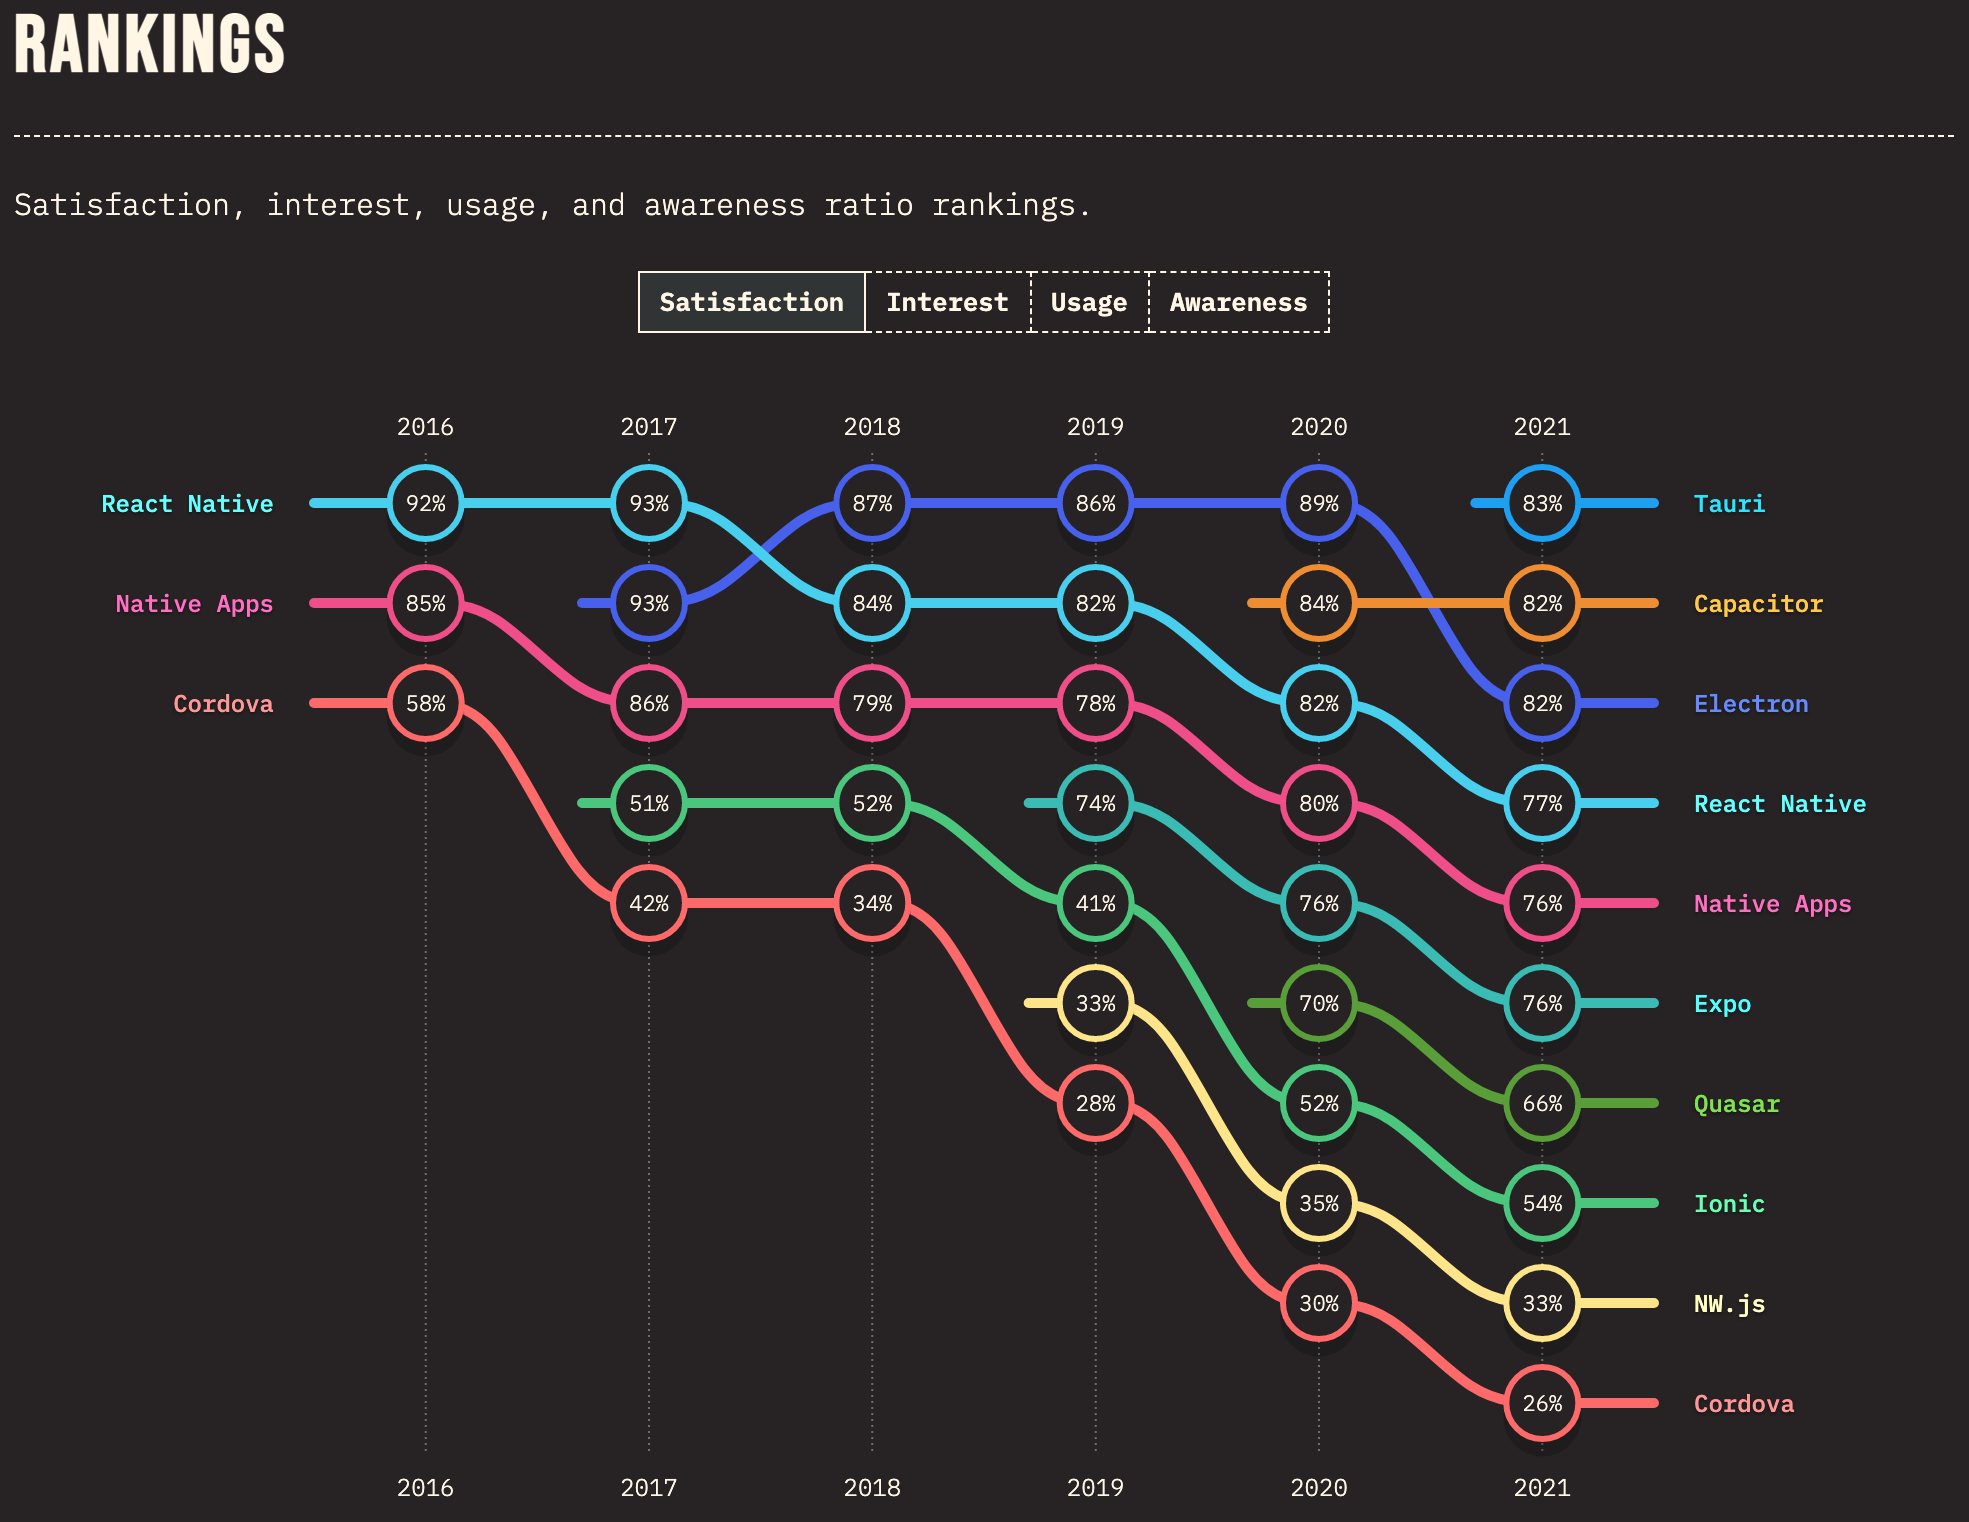 RANKINGS
Satisfaction, interest, usage, and awareness ratio rankings.
Satisfaction Interest Usage Awareness
2016 2017 2018 2019 2020 2021
React Native 92% 93% 87% 86% 89% 83% Tauri
Native Apps 85% 93% 84% 82% 84% 82% Capacitor
Cordova 58% 86% 79% 78% 82% 82% Electron
51% 52% 74% 80% 77% React Native
42% 34% 41% 76% 76% Native Apps
33% 70% 76% Expo
28% 52% 66% Quasar
35% 54% Ionic
30% 33% NW.js
26% Cordova
2016 2017 2018 2019 2020 2021